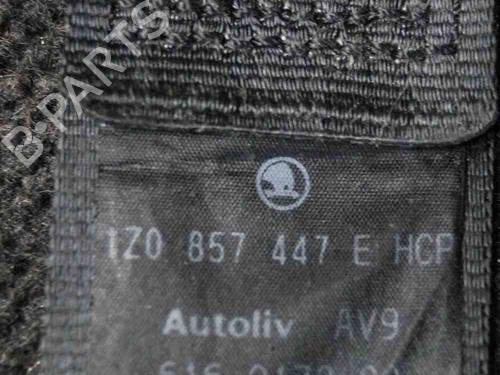 B-PARTS
1Z0 857 447 E HCP
Autoliv AV9